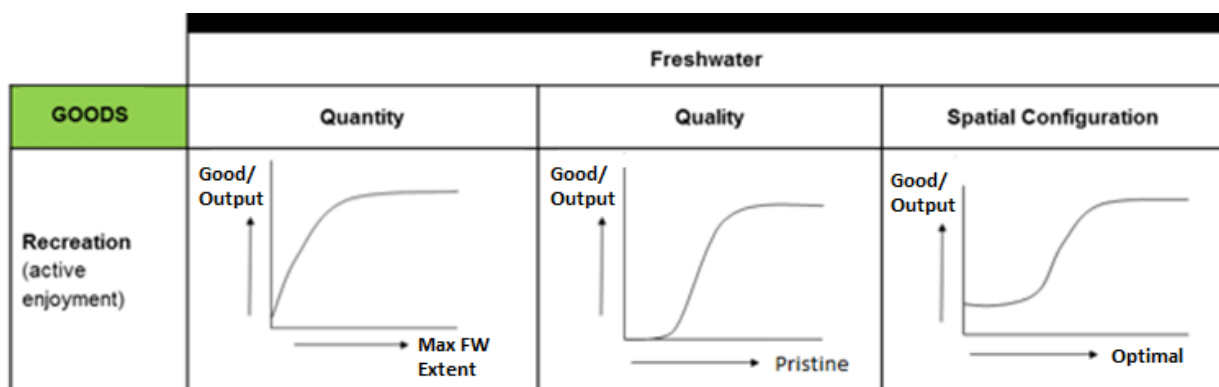 Freshwater
GOODS
Quantity
Quality
Spatial Configuration
Recreation
(active
enjoyment)
Good/
Output
Max FW
Extent
Good/
Output
Pristine
Good/
Output
Optimal